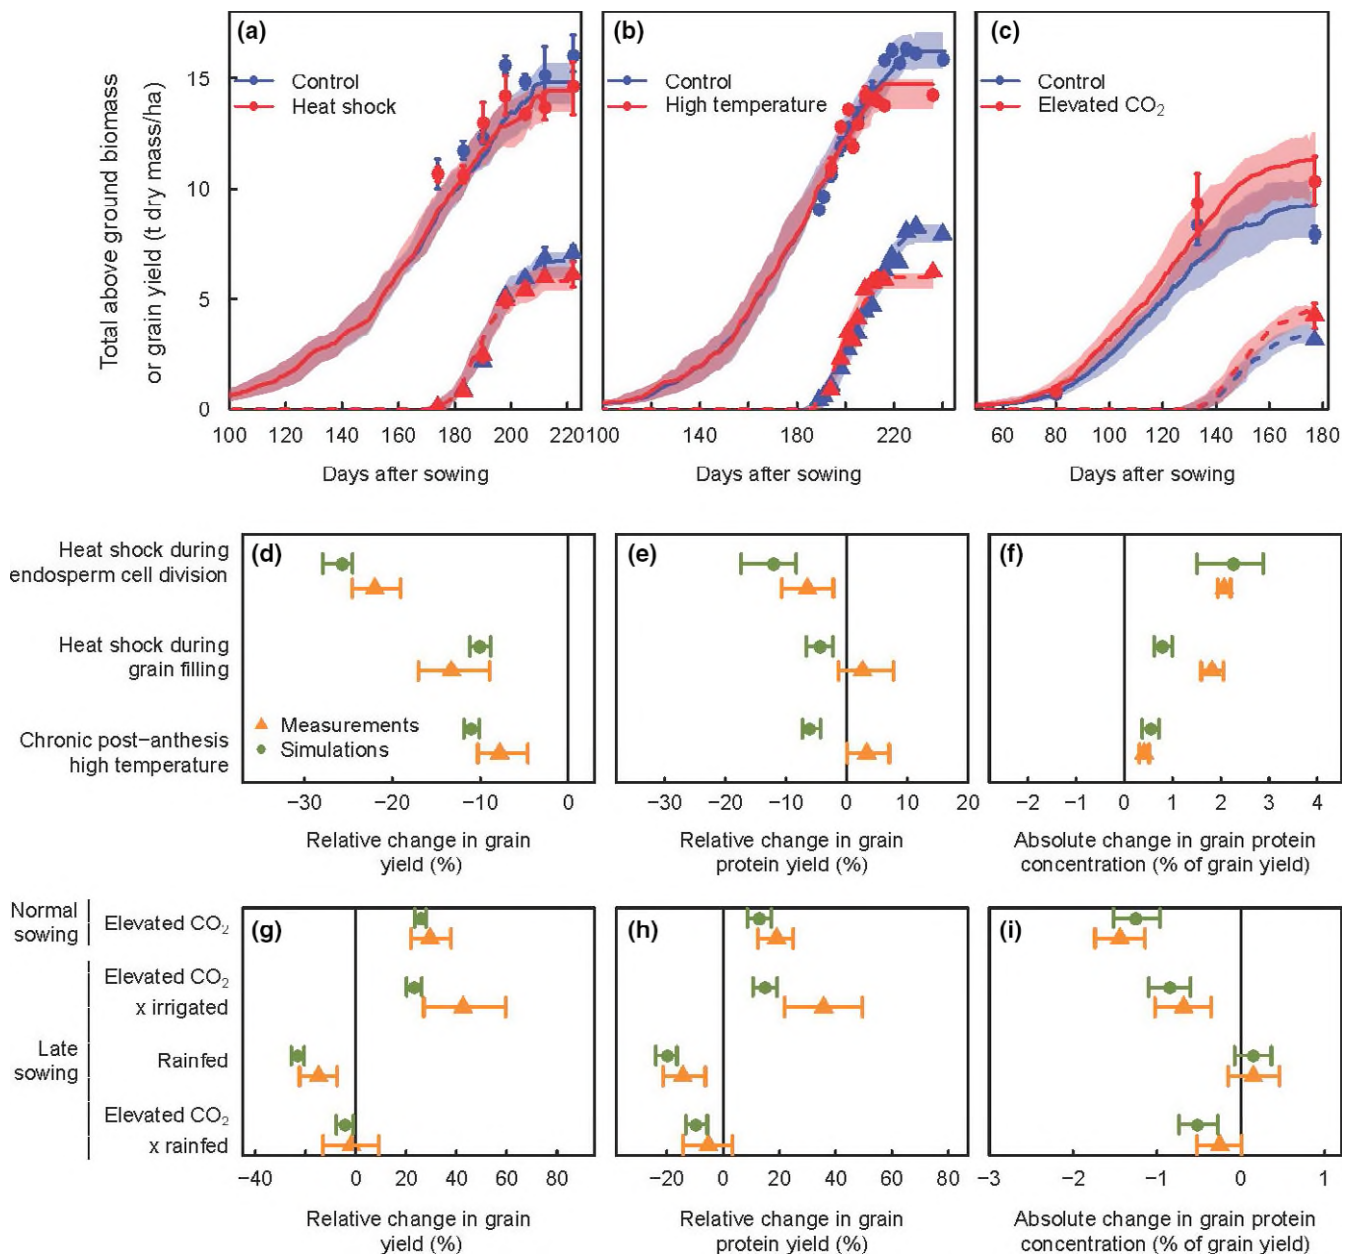 (a)
(b)
(c)
Total above ground biomass
or grain yield (t dry mass/ha)
15
10
5
0
Control
Heat shock
Control
High temperature
Control
Elevated CO₂
100 120 140 160 180 200 220
100 140 180 220
60 80 100 120 140 160 180
Days after sowing
Days after sowing
Days after sowing
(d)
(e)
(f)
Heat shock during
endosperm cell division
Heat shock during
grain filling
Chronic post−anthesis
high temperature
Measurements
Simulations
−30 −20 −10 0
−30 −20 −10 0 10 20
−2 −1 0 1 2 3 4
Relative change in grain
yield (%)
Relative change in grain
protein yield (%)
Absolute change in grain protein
concentration (% of grain yield)
(g)
(h)
(i)
Normal
sowing
Elevated CO₂
Late
sowing
Elevated CO₂
x irrigated
Rainfed
Elevated CO₂
x rainfed
−40 0 20 40 60 80
−40 0 20 40 60 80
−3 −2 −1 0 1
Relative change in grain
yield (%)
Relative change in grain
protein yield (%)
Absolute change in grain protein
concentration (% of grain yield)